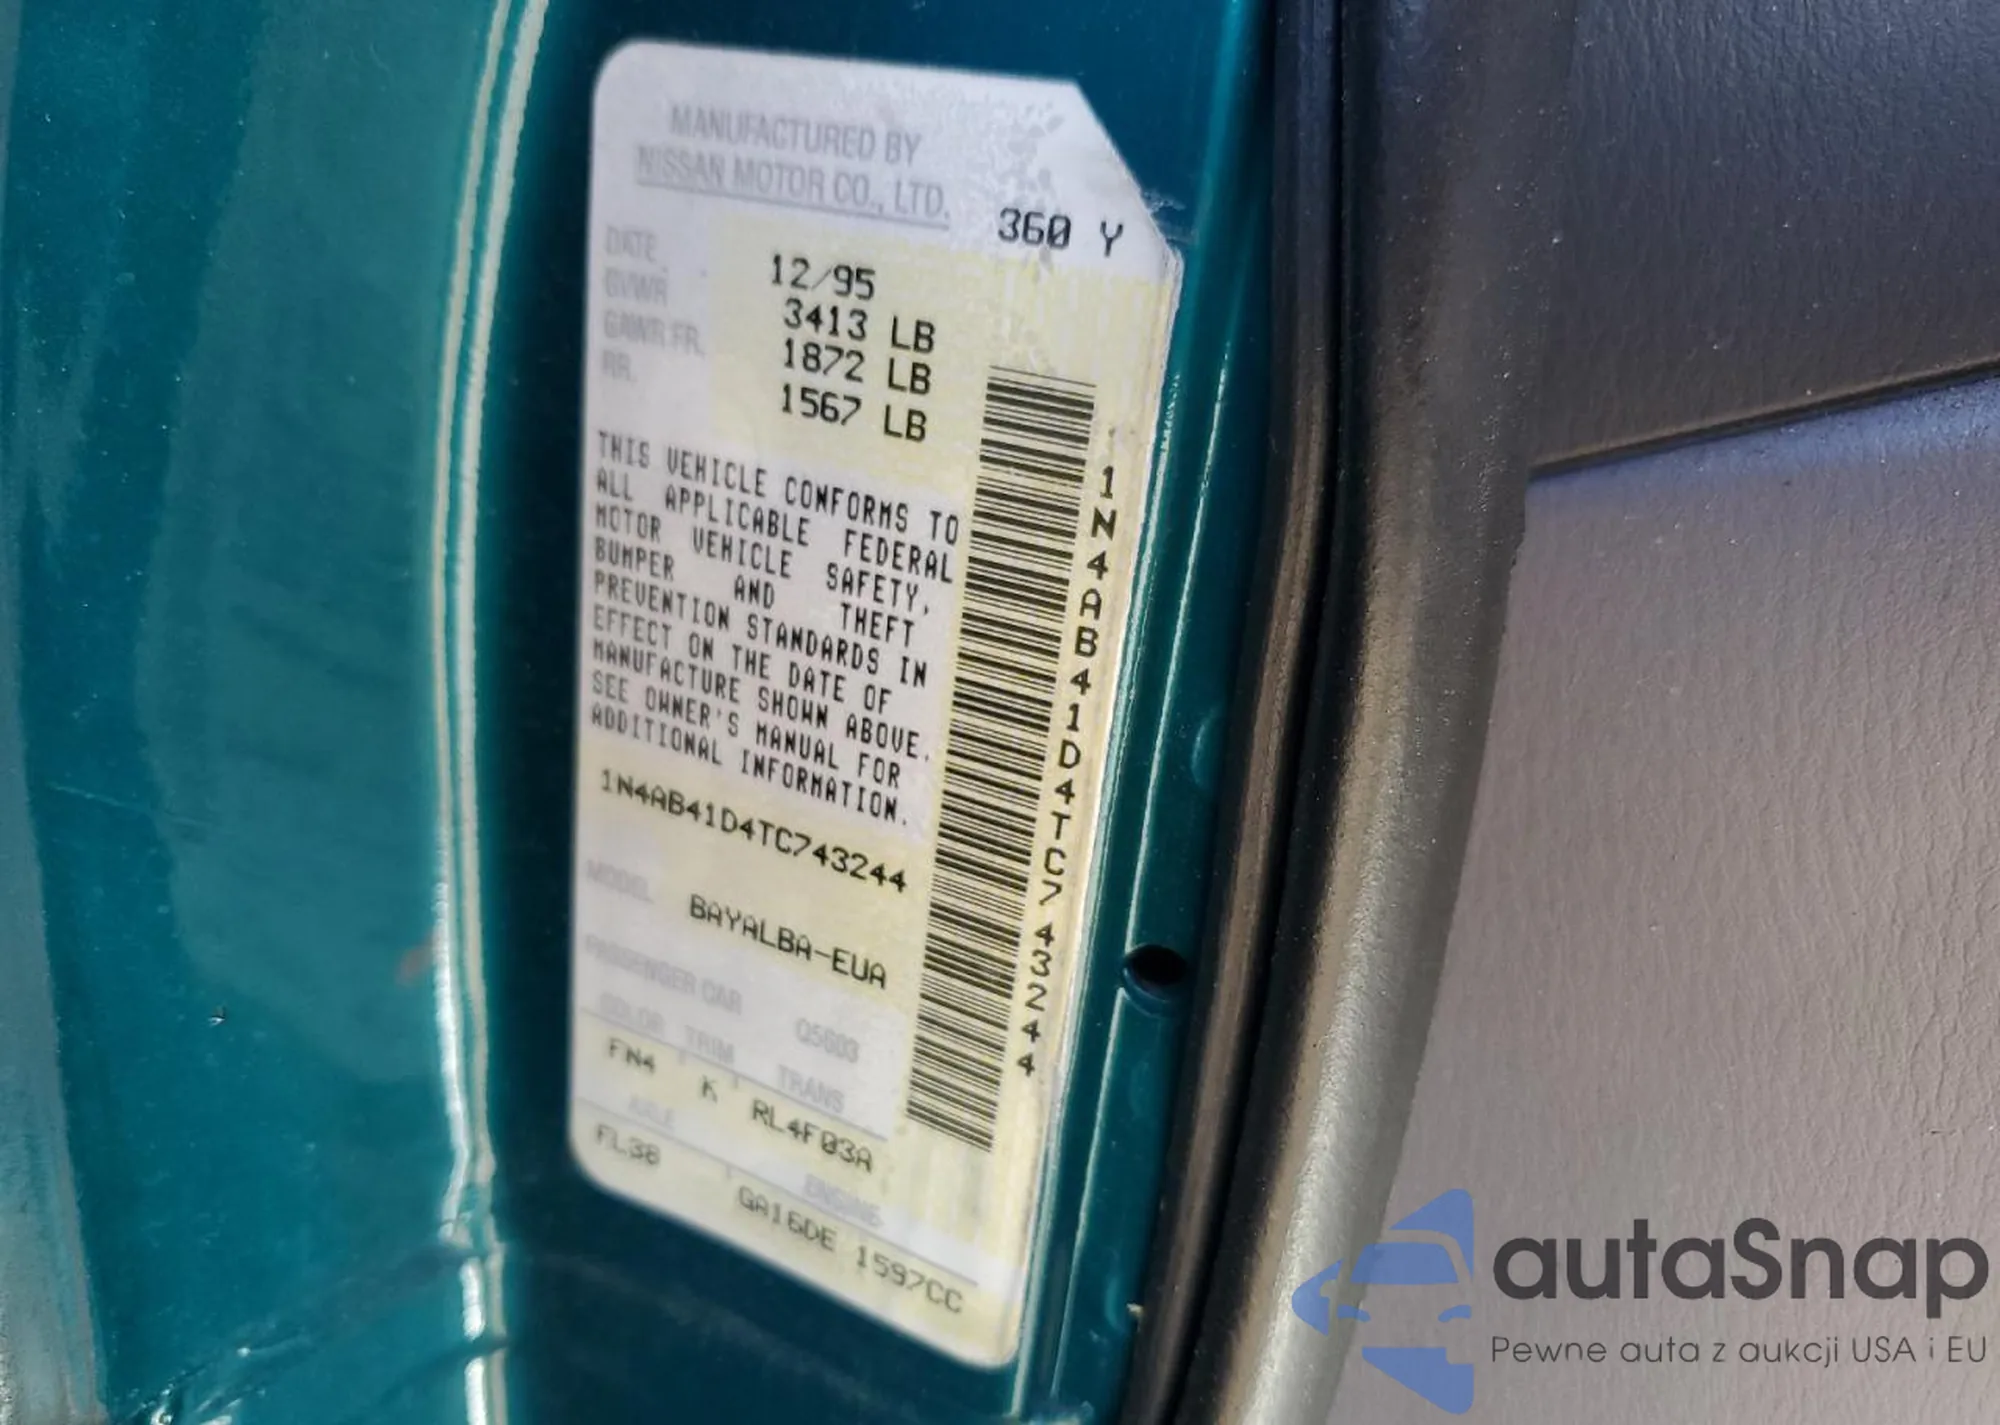 MANUFACTURED BY
NISSAN MOTOR CO., LTD.
360 Y
DATE 12/95
GVWR 3413 LB
GAWR FR. 1872 LB
RR. 1567 LB
THIS VEHICLE CONFORMS TO
ALL APPLICABLE FEDERAL
MOTOR VEHICLE SAFETY,
BUMPER AND THEFT
PREVENTION STANDARDS IN
EFFECT ON THE DATE OF
MANUFACTURE SHOWN ABOVE.
SEE OWNER'S MANUAL FOR
ADDITIONAL INFORMATION.
1N4AB41D4TC743244
MODEL BAYALBA-EUA
PASSENGER CAR Q5603
COLOR TRIM TRANS
FN4 K RL4F03A
AXLE ENGINE
FL38 GA16DE 1597CC
1N4AB41D4TC743244
autaSnap
Pewne auta z aukcji USA i EU